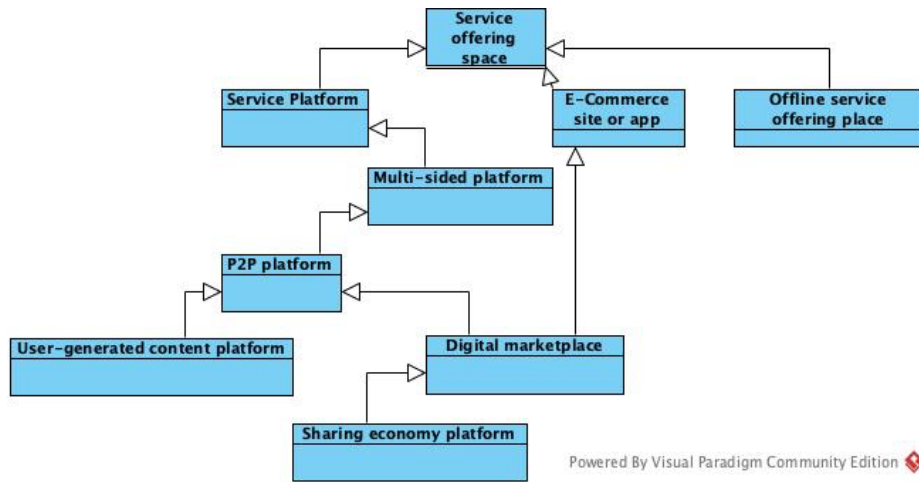 Service
offering
space
Service Platform
E-Commerce
site or app
Offline service
offering place
Multi-sided platform
P2P platform
User-generated content platform
Digital marketplace
Sharing economy platform
Powered By Visual Paradigm Community Edition